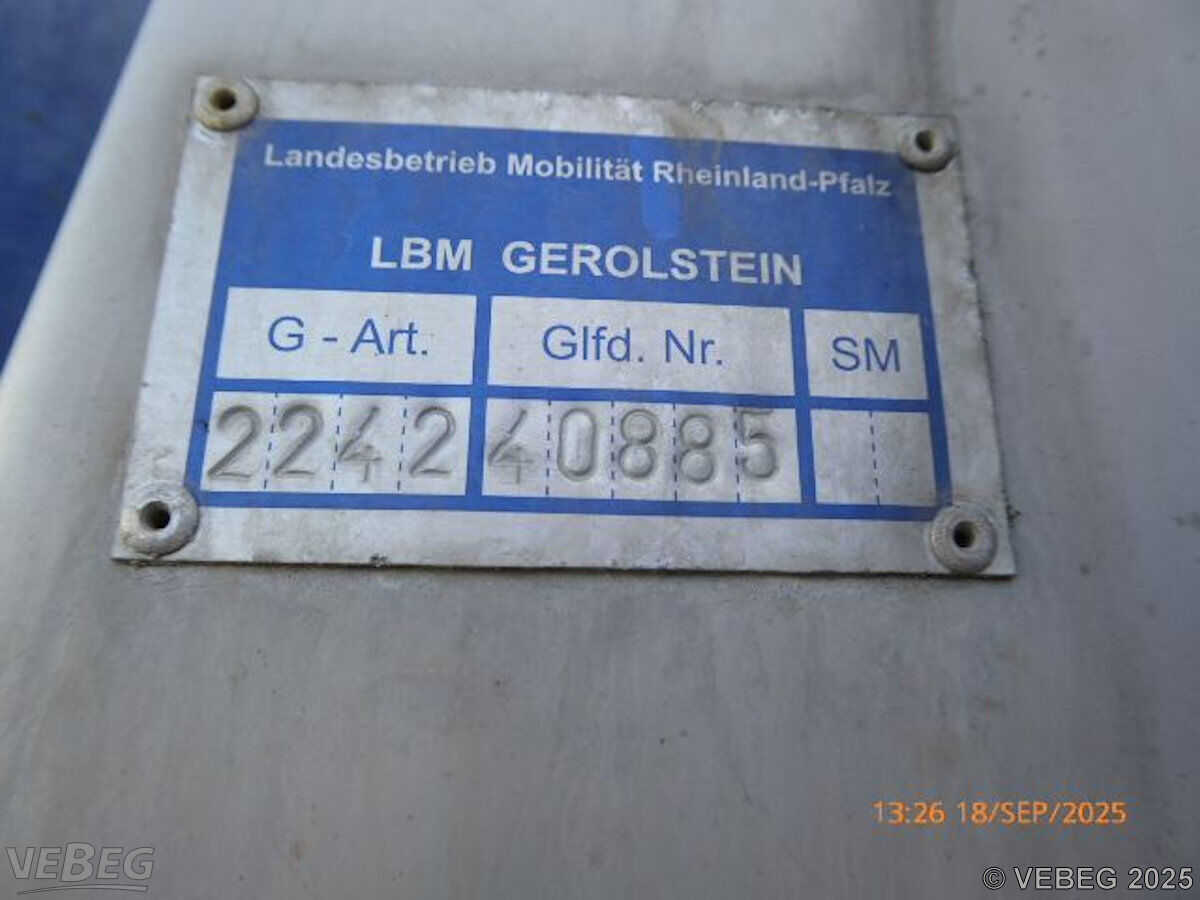 Landesbetrieb Mobilität Rheinland-Pfalz
LBM GEROLSTEIN
G - Art. Glfd. Nr. SM
2242 40885
13:26 18/SEP/2025
VEBEG
© VEBEG 2025